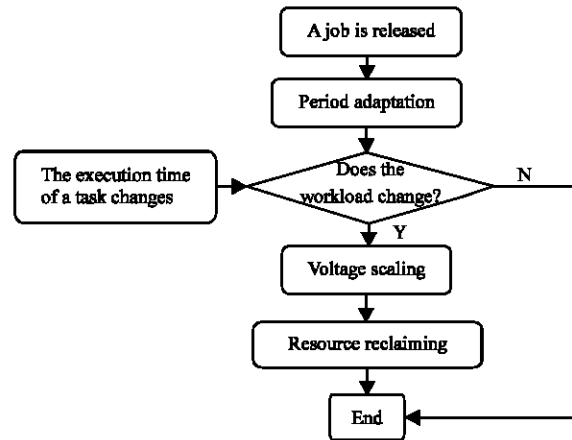 A job is released
Period adaptation
The execution time
of a task changes
Does the
workload change?
N
Y
Voltage scaling
Resource reclaiming
End